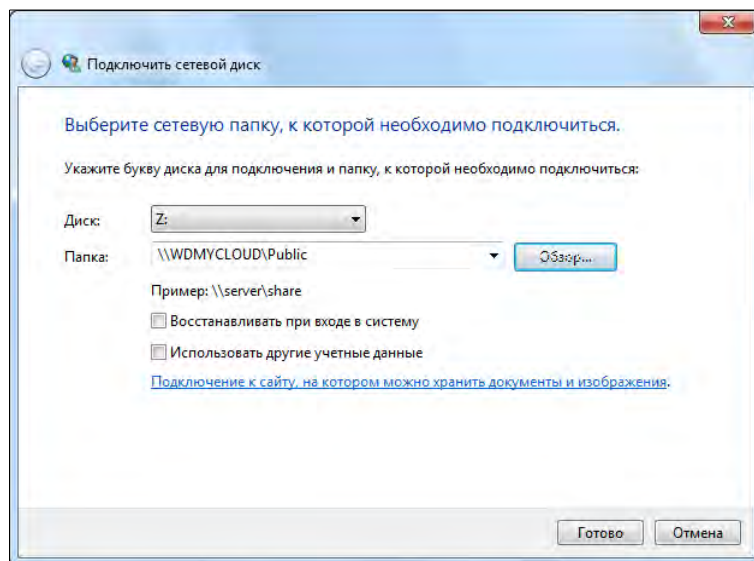 Подключить сетевой диск
Выберите сетевую папку, к которой необходимо подключиться.
Укажите букву диска для подключения и папку, к которой необходимо подключиться:
Диск: Z:
Папка: \\WDMYCLOUD\Public Обзор...
Пример: \\server\share
Восстанавливать при входе в систему
Использовать другие учетные данные
Подключение к сайту, на котором можно хранить документы и изображения.
Готово Отмена